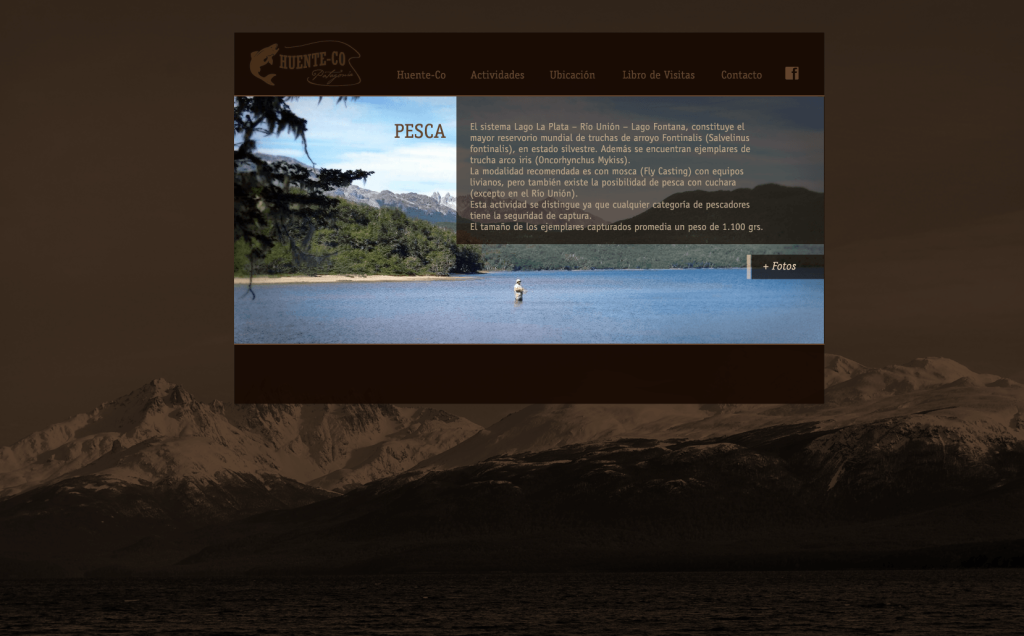 HUENTE-CO
Patagonia
Huente-Co Actividades Ubicación Libro de Visitas Contacto f
PESCA
El sistema Lago La Plata – Río Unión – Lago Fontana, constituye el
mayor reservorio mundial de truchas de arroyo Fontinalis (Salvelinus
fontinalis), en estado silvestre. Además se encuentran ejemplares de
trucha arco iris (Oncorhynchus Mykiss).
La modalidad recomendada es con mosca (Fly Casting) con equipos
livianos, pero también existe la posibilidad de pesca con cuchara
(excepto en el Río Unión).
Esta actividad se distingue ya que cualquier categoría de pescadores
tiene la seguridad de captura.
El tamaño de los ejemplares capturados promedia un peso de 1.100 grs.
+ Fotos